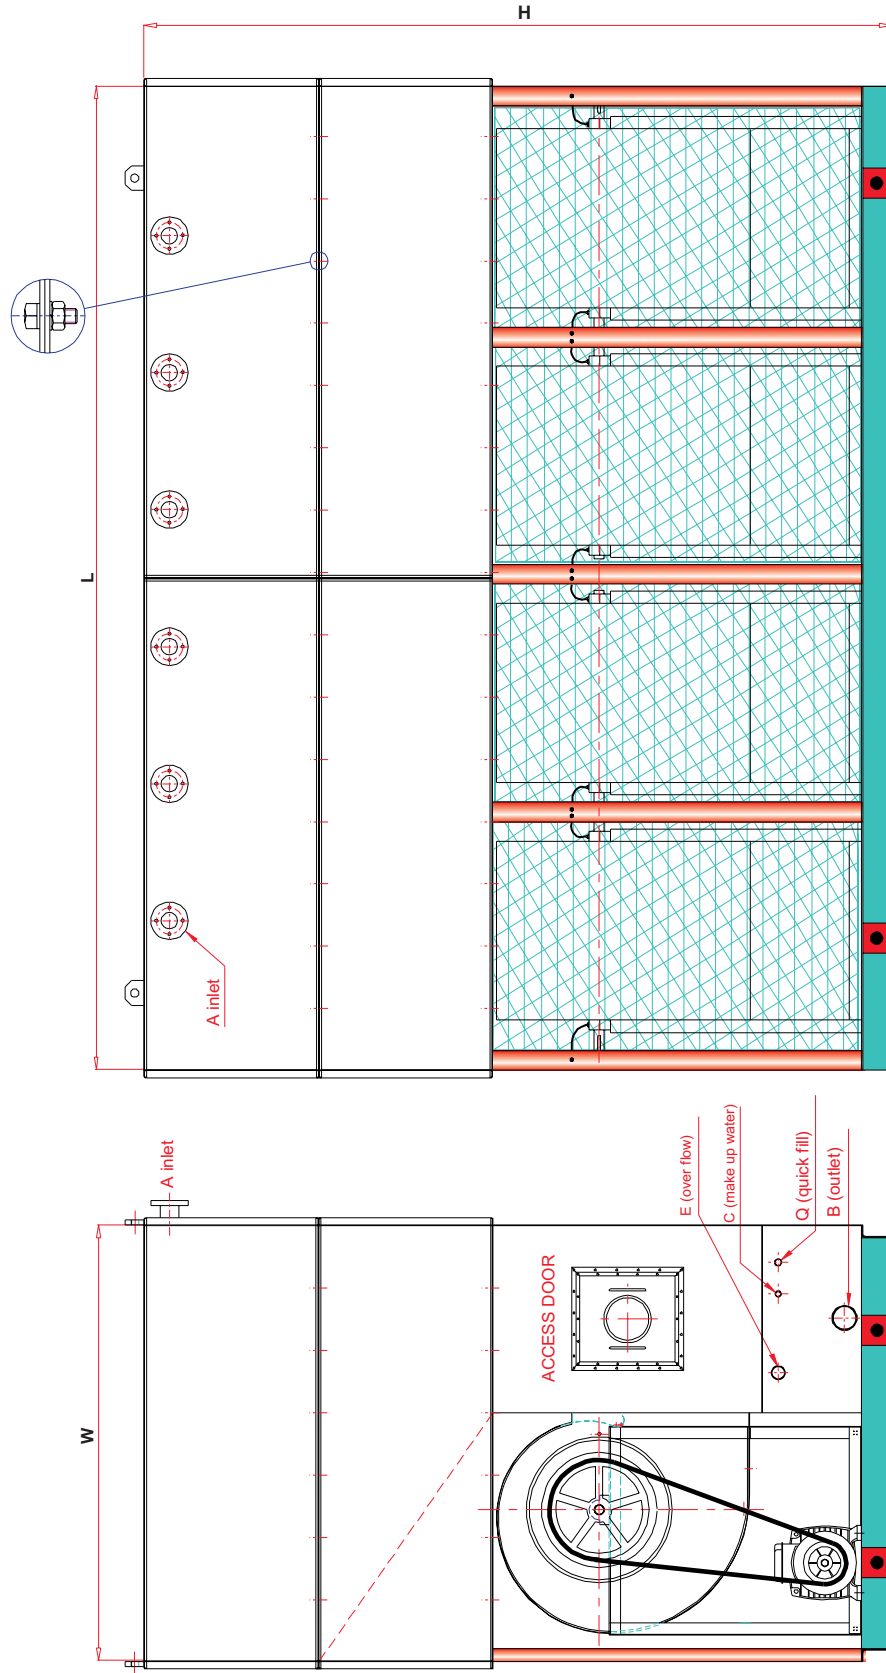 H
L
A inlet
A inlet
W
ACCESS DOOR
E (over flow)
C (make up water)
Q (quick fill)
B (outlet)